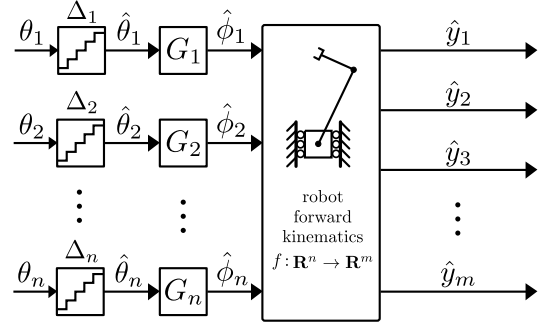 Δ₁
θ₁ θ̂₁ G₁ φ̂₁ ŷ₁
Δ₂
θ₂ θ̂₂ G₂ φ̂₂ ŷ₂
ŷ₃
robot
forward
kinematics
f : 𝐑ⁿ → 𝐑ᵐ
Δₙ
θₙ θ̂ₙ Gₙ φ̂ₙ ŷₘ